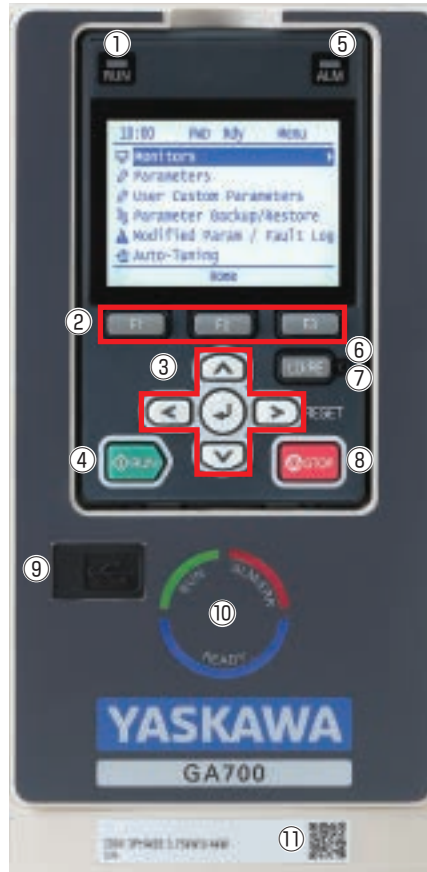 ① ⑤
RUN ALM
10:00 FWD Rdy Menu
Monitors
Parameters
User Custom Parameters
Parameter Backup/Restore
Modified Param / Fault Log
Auto-Tuning
Home
② F1 F2 F3
③ ⑥
LO/RE ⑦
RESET
④ RUN STOP ⑧
⑨
RUN ALM/ERR
⑩
READY
YASKAWA
GA700
⑪